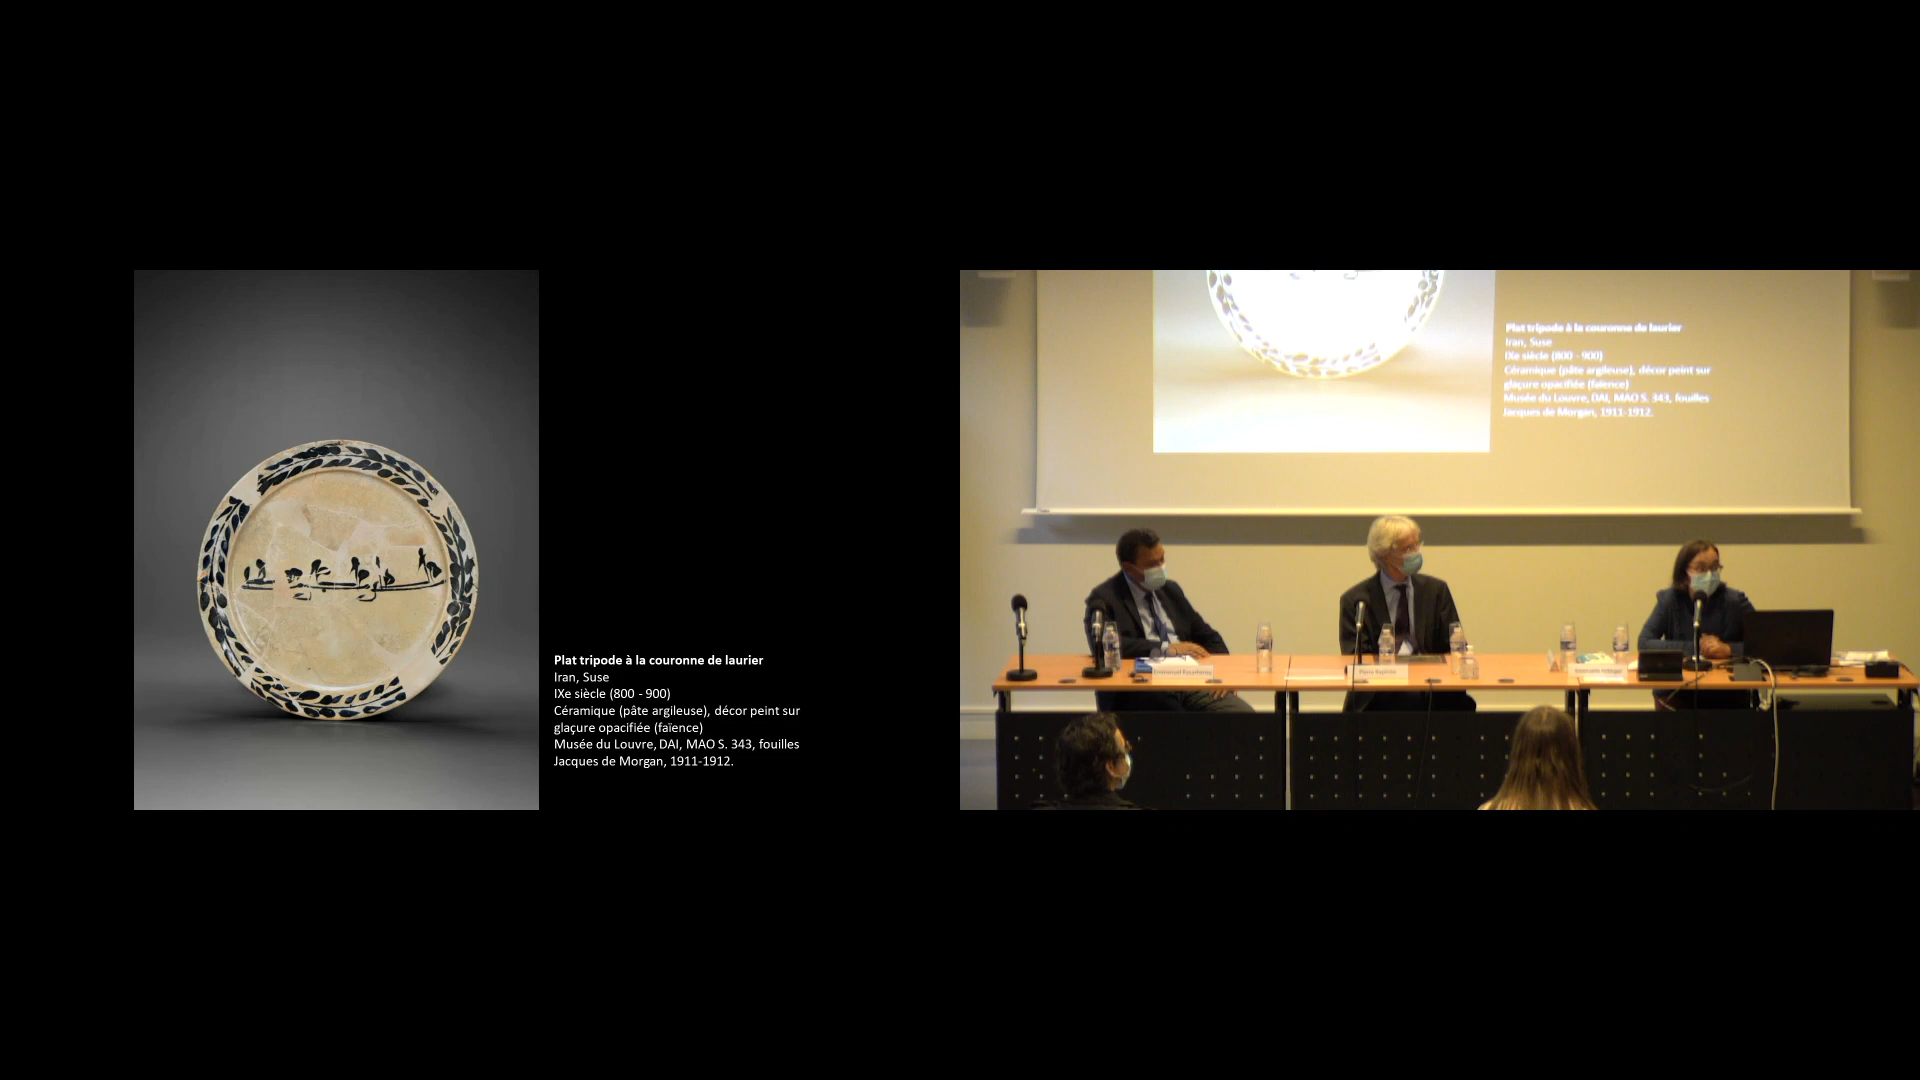 Plat tripode à la couronne de laurier
Iran, Suse
IXe siècle (800 - 900)
Céramique (pâte argileuse), décor peint sur
glaçure opacifiée (faïence)
Musée du Louvre, DAI, MAO S. 343, fouilles
Jacques de Morgan, 1911-1912.
Plat tripode à la couronne de laurier
Iran, Suse
IXe siècle (800 - 900)
Céramique (pâte argileuse), décor peint sur
glaçure opacifiée (faïence)
Musée du Louvre, DAI, MAO S. 343, fouilles
Jacques de Morgan, 1911-1912.